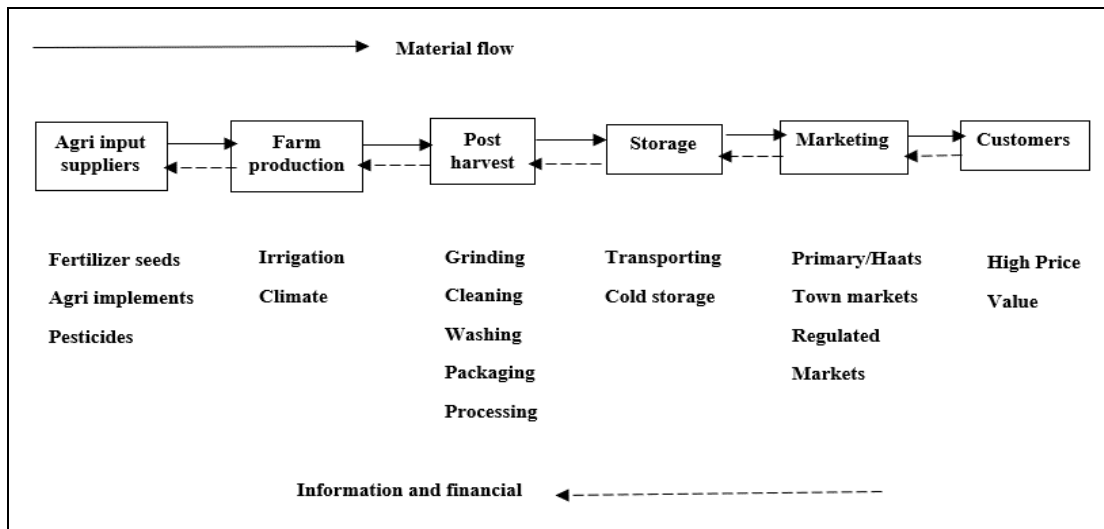 Material flow
Agri input
suppliers
Farm
production
Post
harvest
Storage
Marketing
Customers
Fertilizer seeds
Agri implements
Pesticides
Irrigation
Climate
Grinding
Cleaning
Washing
Packaging
Processing
Transporting
Cold storage
Primary/Haats
Town markets
Regulated
Markets
High Price
Value
Information and financial